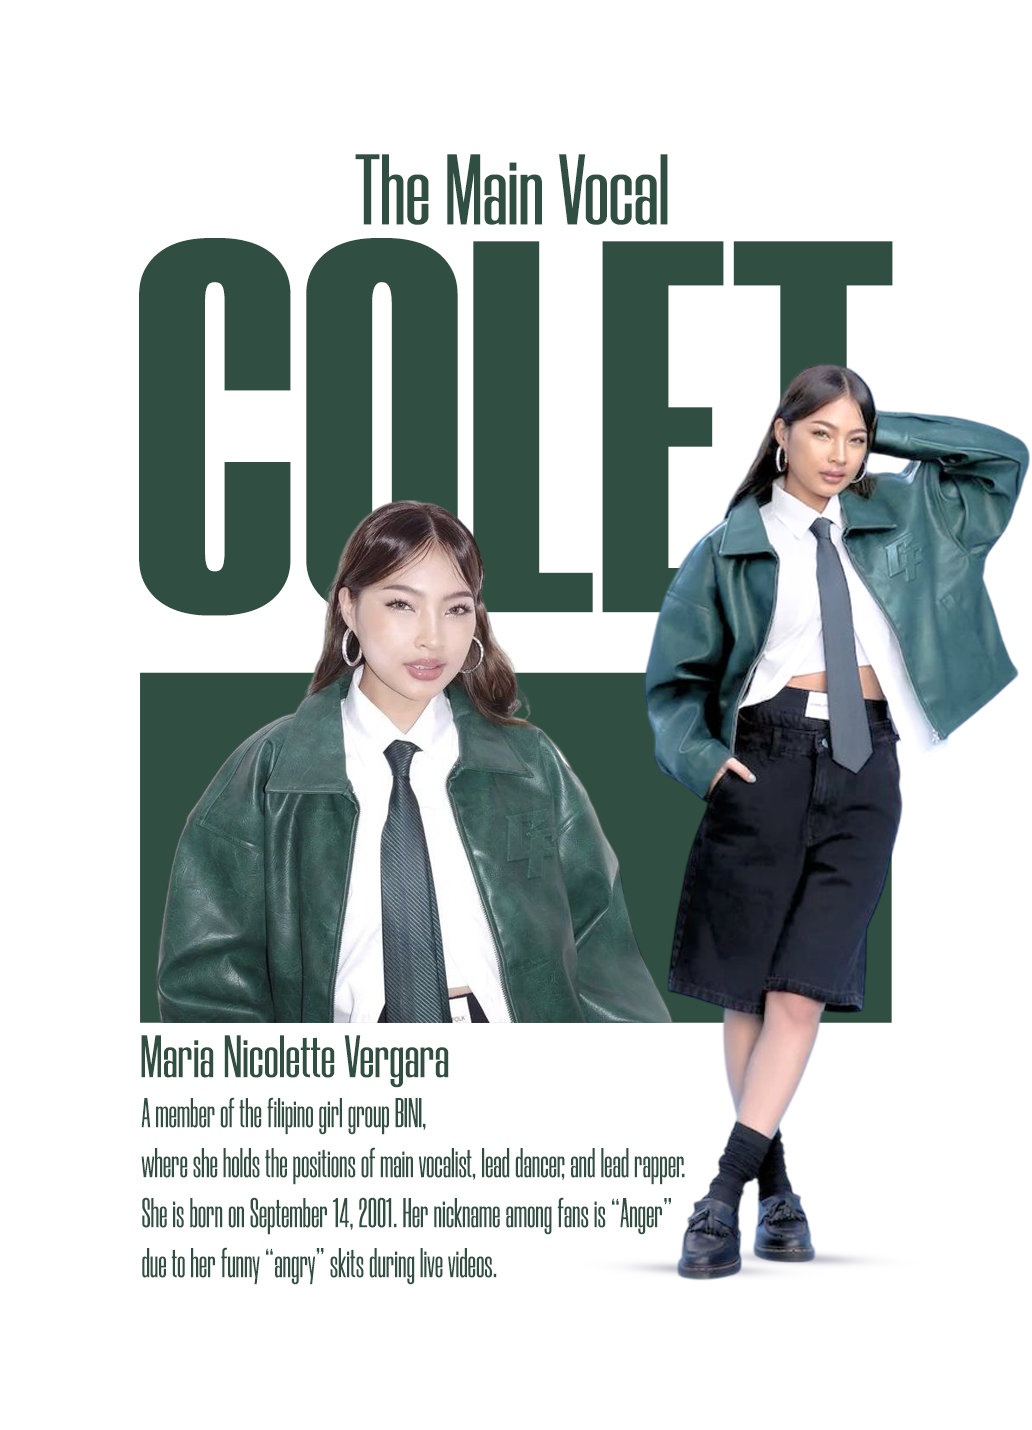 The Main Vocal
COLET
Maria Nicolette Vergara
A member of the filipino girl group BINI,
where she holds the positions of main vocalist, lead dancer, and lead rapper.
She is born on September 14, 2001. Her nickname among fans is “Anger”
due to her funny “angry” skits during live videos.